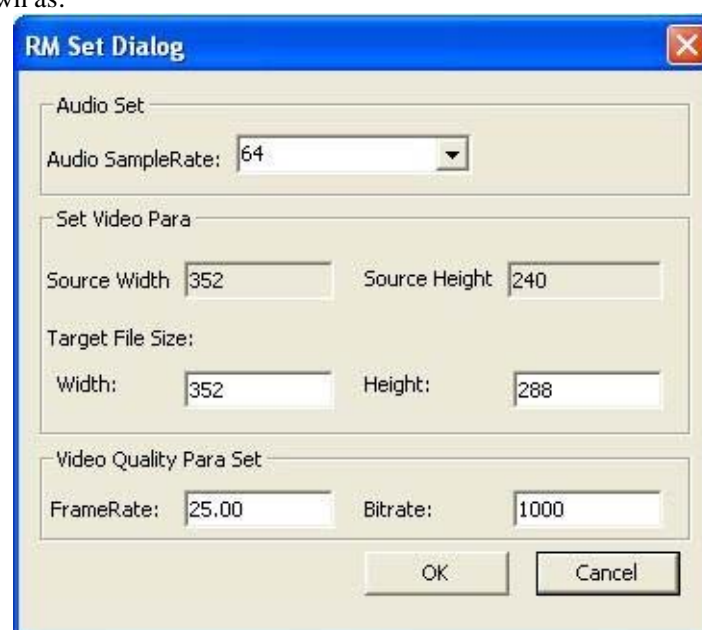 as:
RM Set Dialog
Audio Set
Audio SampleRate: 64
Set Video Para
Source Width 352 Source Height 240
Target File Size:
Width: 352 Height: 288
Video Quality Para Set
FrameRate: 25.00 Bitrate: 1000
OK Cancel